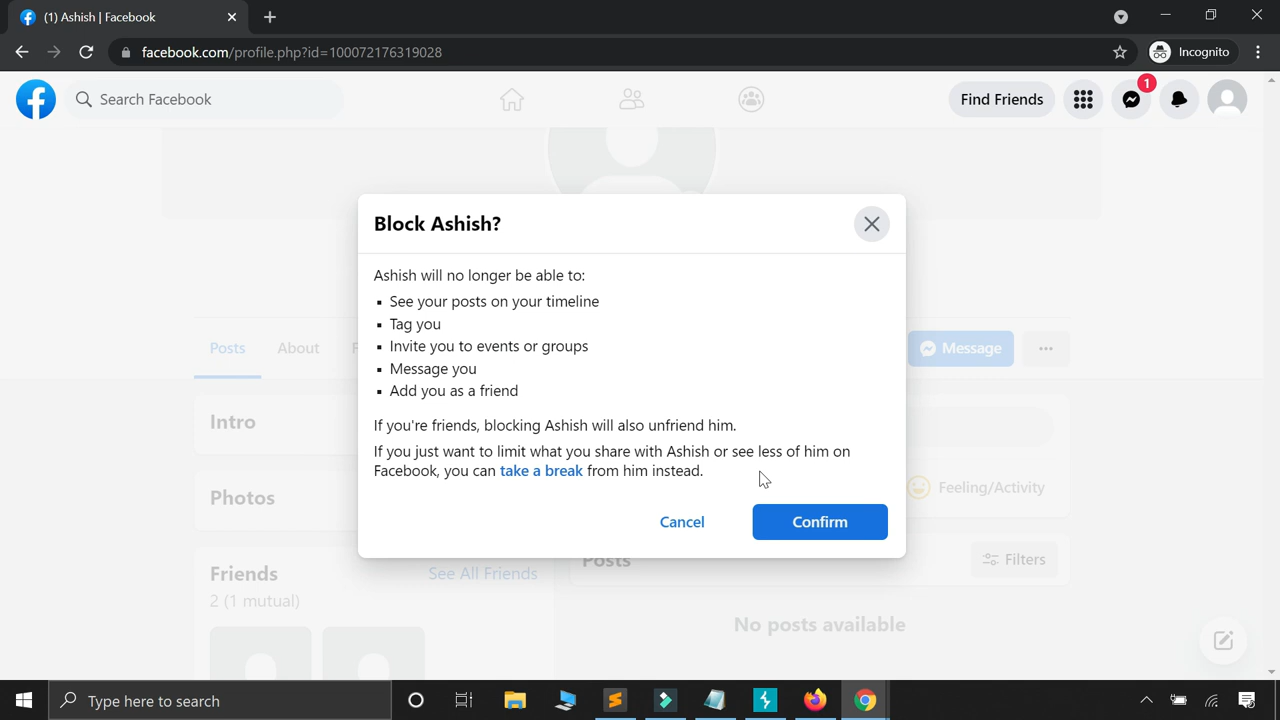 (1) Ashish | Facebook
facebook.com/profile.php?id=100072176319028
Incognito
Search Facebook
Find Friends
1
Block Ashish?
Ashish will no longer be able to:
▪ See your posts on your timeline
▪ Tag you
▪ Invite you to events or groups
▪ Message you
▪ Add you as a friend
If you're friends, blocking Ashish will also unfriend him.
If you just want to limit what you share with Ashish or see less of him on
Facebook, you can take a break from him instead.
Cancel
Confirm
Posts
About
F
Message
Intro
Photos
Feeling/Activity
Friends
See All Friends
2 (1 mutual)
Posts
Filters
No posts available
Type here to search